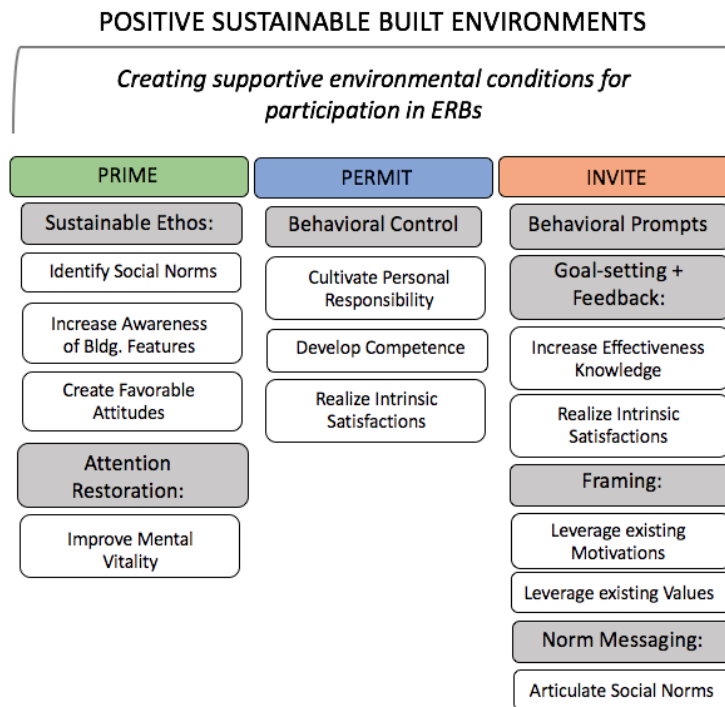 POSITIVE SUSTAINABLE BUILT ENVIRONMENTS
Creating supportive environmental conditions for
participation in ERBs
PRIME
Sustainable Ethos:
Identify Social Norms
Increase Awareness
of Bldg. Features
Create Favorable
Attitudes
Attention
Restoration:
Improve Mental
Vitality
PERMIT
Behavioral Control
Cultivate Personal
Responsibility
Develop Competence
Realize Intrinsic
Satisfactions
INVITE
Behavioral Prompts
Goal-setting +
Feedback:
Increase Effectiveness
Knowledge
Realize Intrinsic
Satisfactions
Framing:
Leverage existing
Motivations
Leverage existing Values
Norm Messaging:
Articulate Social Norms